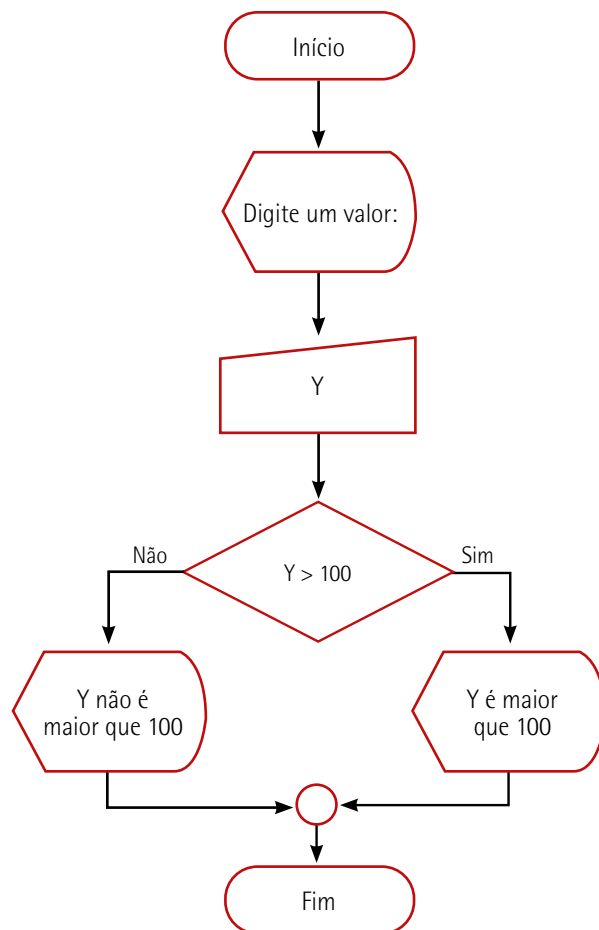 Início
Digite um valor:
Y
Y > 100
Não
Sim
Y não é
maior que 100
Y é maior
que 100
Fim